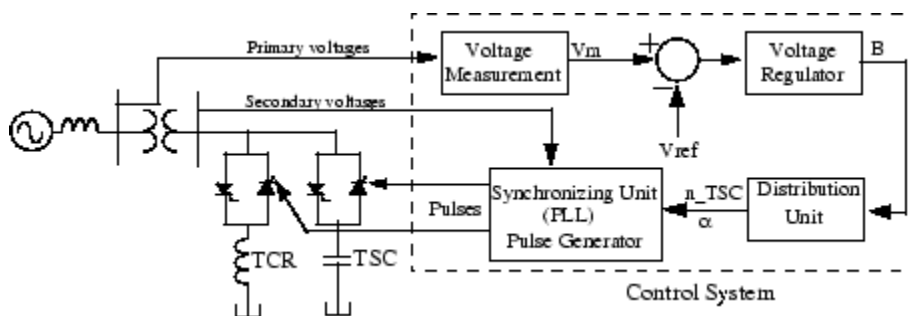 Primary voltages
Voltage
Measurement
Vm
+
−
Voltage
Regulator
B
Secondary voltages
Vref
Pulses
Synchronizing Unit
(PLL)
Pulse Generator
n_TSC
α
Distribution
Unit
TCR
TSC
Control System